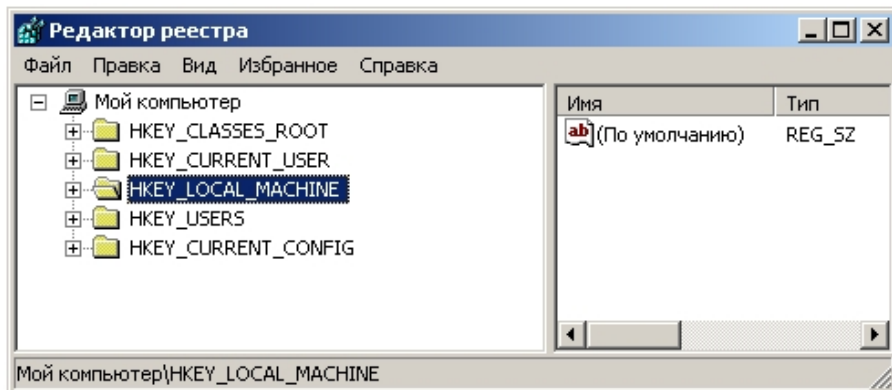 Редактор реестра
Файл Правка Вид Избранное Справка
Мой компьютер
HKEY_CLASSES_ROOT
HKEY_CURRENT_USER
HKEY_LOCAL_MACHINE
HKEY_USERS
HKEY_CURRENT_CONFIG
Имя Тип
ab (По умолчанию) REG_SZ
Мой компьютер\HKEY_LOCAL_MACHINE